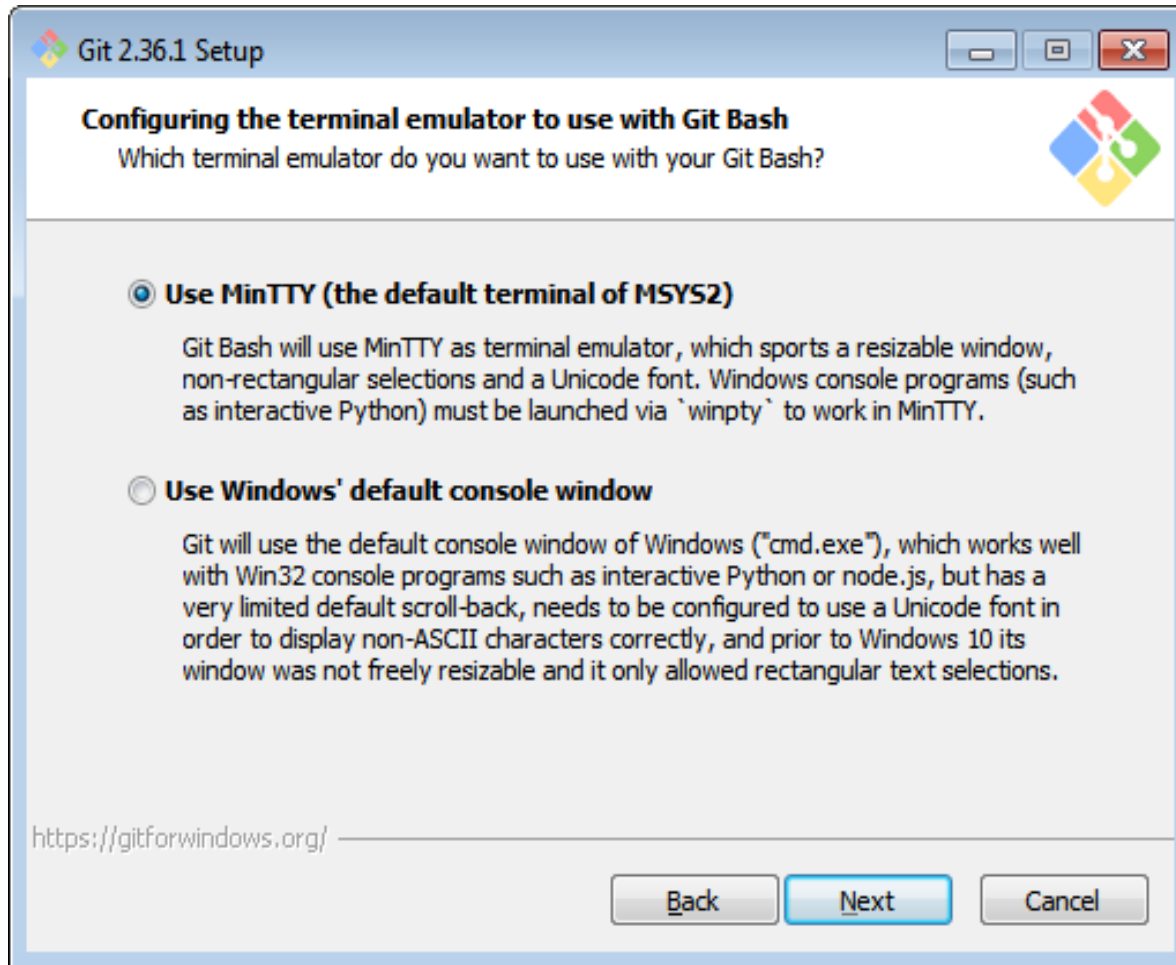 Git 2.36.1 Setup
Configuring the terminal emulator to use with Git Bash
Which terminal emulator do you want to use with your Git Bash?
Use MinTTY (the default terminal of MSYS2)
Git Bash will use MinTTY as terminal emulator, which sports a resizable window,
non-rectangular selections and a Unicode font. Windows console programs (such
as interactive Python) must be launched via `winpty` to work in MinTTY.
Use Windows' default console window
Git will use the default console window of Windows ("cmd.exe"), which works well
with Win32 console programs such as interactive Python or node.js, but has a
very limited default scroll-back, needs to be configured to use a Unicode font in
order to display non-ASCII characters correctly, and prior to Windows 10 its
window was not freely resizable and it only allowed rectangular text selections.
https://gitforwindows.org/
Back Next Cancel